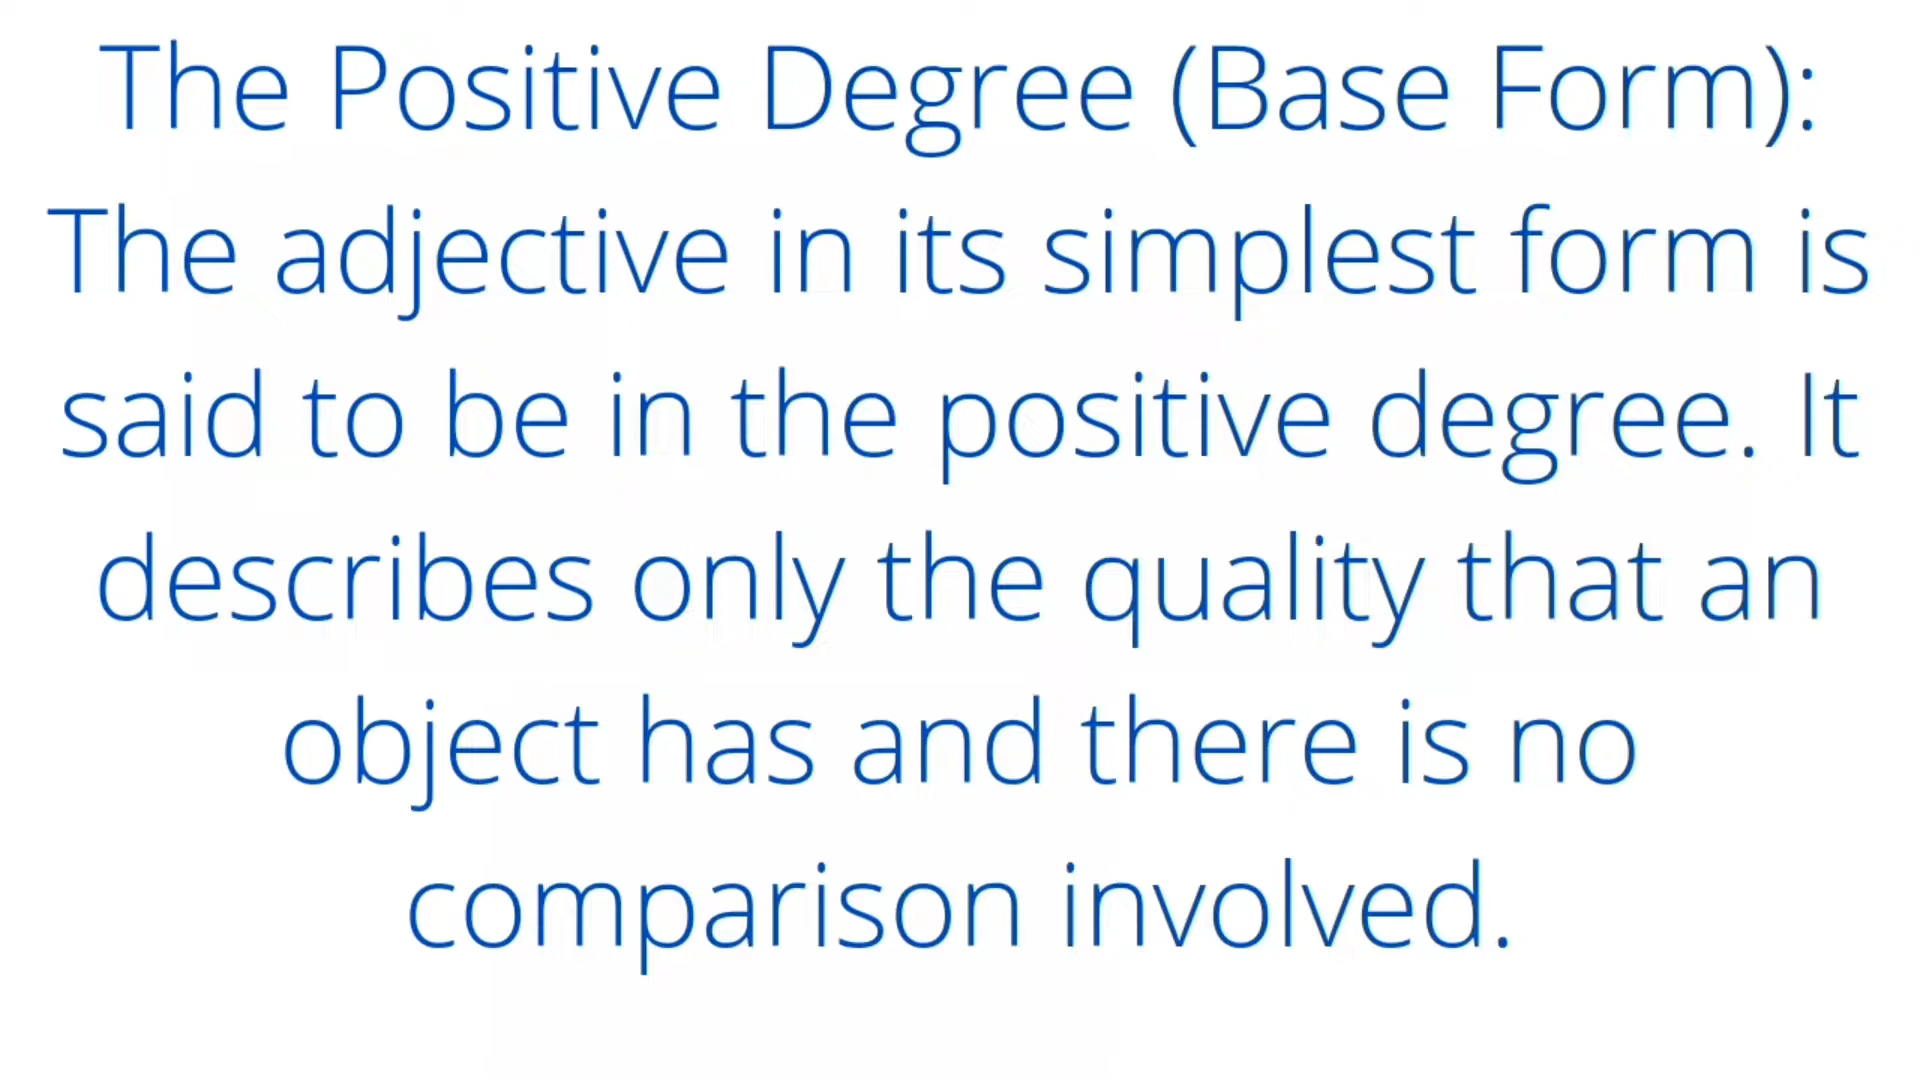 The Positive Degree (Base Form):
The adjective in its simplest form is
said to be in the positive degree. It
describes only the quality that an
object has and there is no
comparison involved.